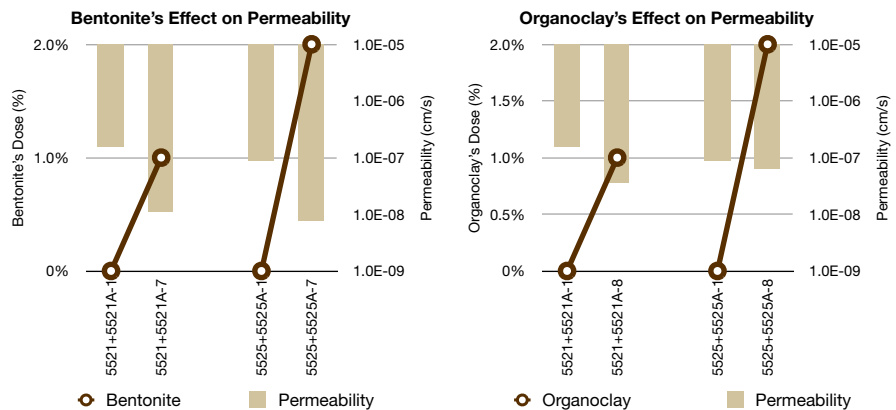 Bentonite's Effect on Permeability
2.0%
1.0%
0%
Bentonite's Dose (%)
1.0E-05
1.0E-06
1.0E-07
1.0E-08
1.0E-09
Permeability (cm/s)
5521+5521A-1
5521+5521A-7
5525+5525A-1
5525+5525A-7
Bentonite
Permeability
Organoclay's Effect on Permeability
2.0%
1.5%
1.0%
0.5%
0%
Organoclay's Dose (%)
1.0E-05
1.0E-06
1.0E-07
1.0E-08
1.0E-09
Permeability (cm/s)
5521+5521A-1
5521+5521A-8
5525+5525A-1
5525+5525A-8
Organoclay
Permeability